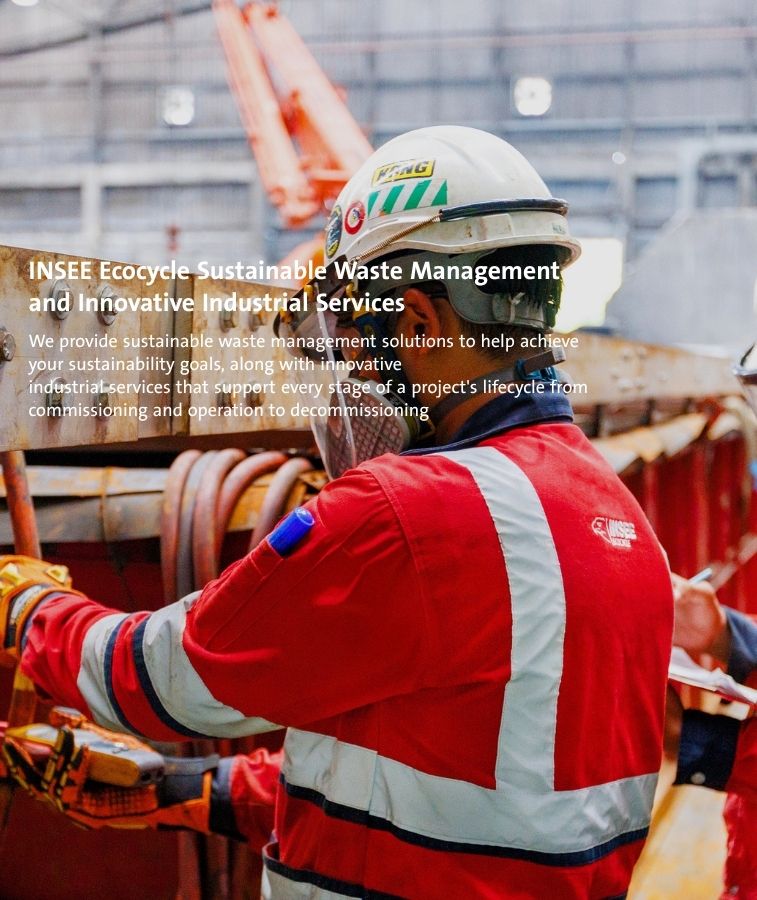 KONG
INSEE Ecocycle Sustainable Waste Management
and Innovative Industrial Services
We provide sustainable waste management solutions to help achieve
your sustainability goals, along with innovative
industrial services that support every stage of a project's lifecycle from
commissioning and operation to decommissioning
INSEE